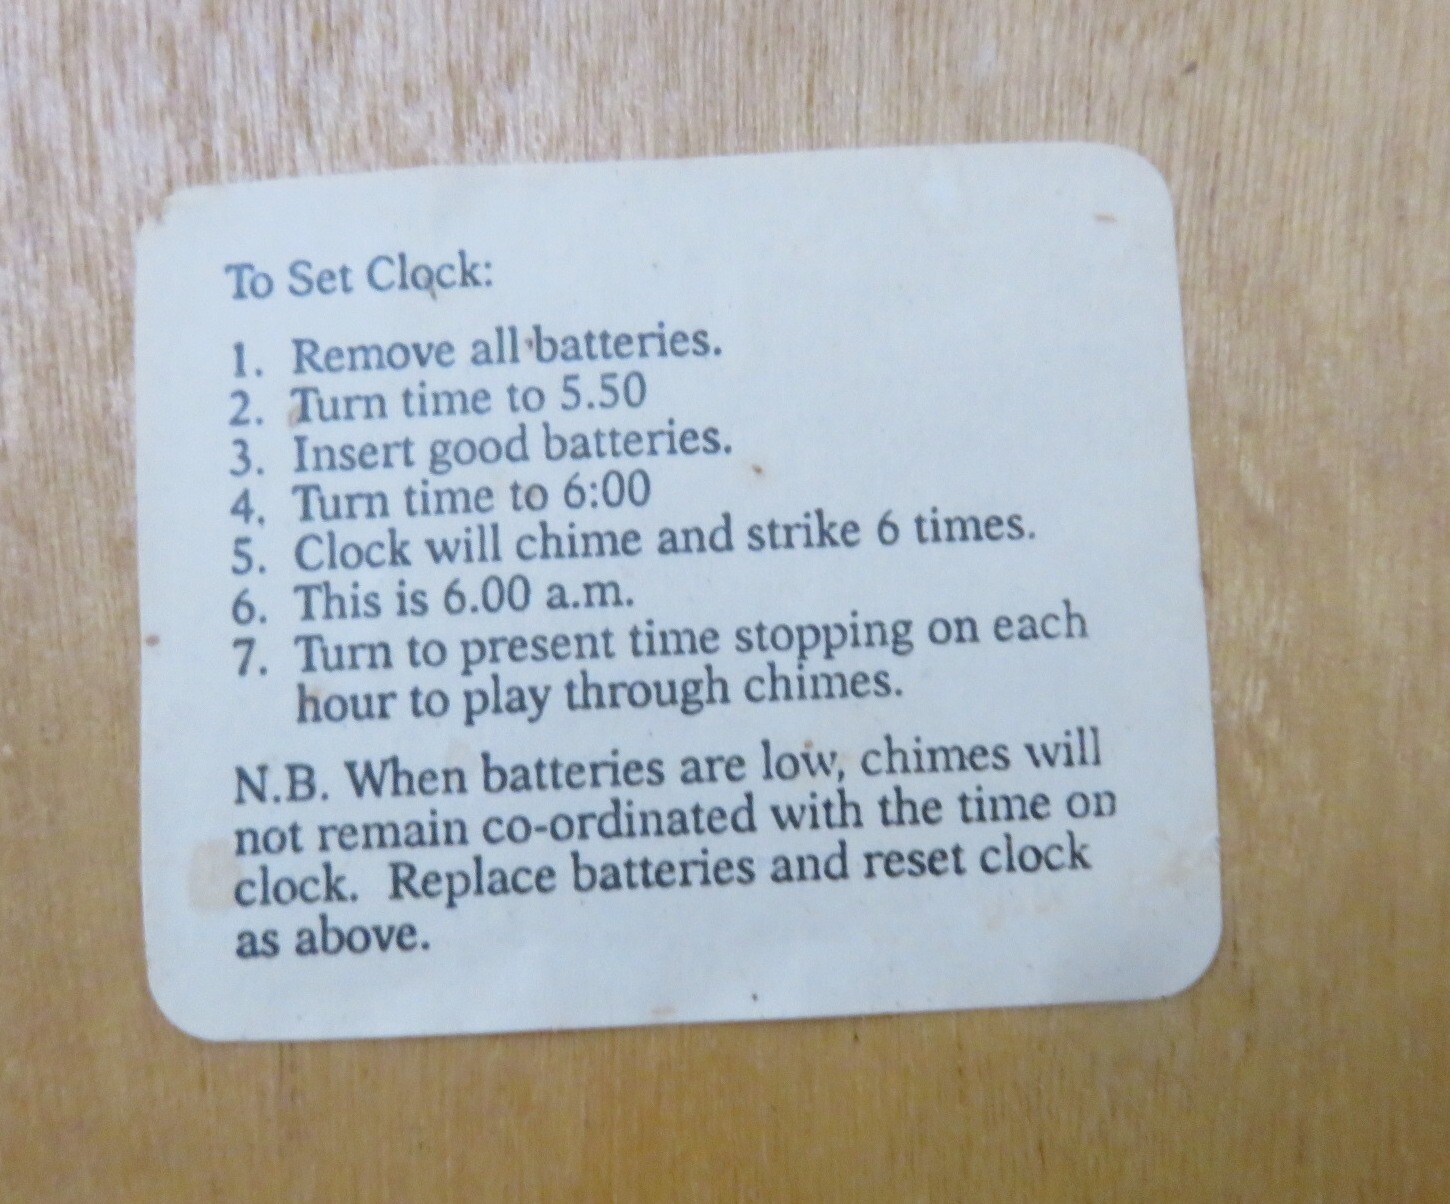 To Set Clock:
1. Remove all batteries.
2. Turn time to 5.50
3. Insert good batteries.
4. Turn time to 6:00
5. Clock will chime and strike 6 times.
6. This is 6.00 a.m.
7. Turn to present time stopping on each
hour to play through chimes.
N.B. When batteries are low, chimes will
not remain co-ordinated with the time on
clock. Replace batteries and reset clock
as above.